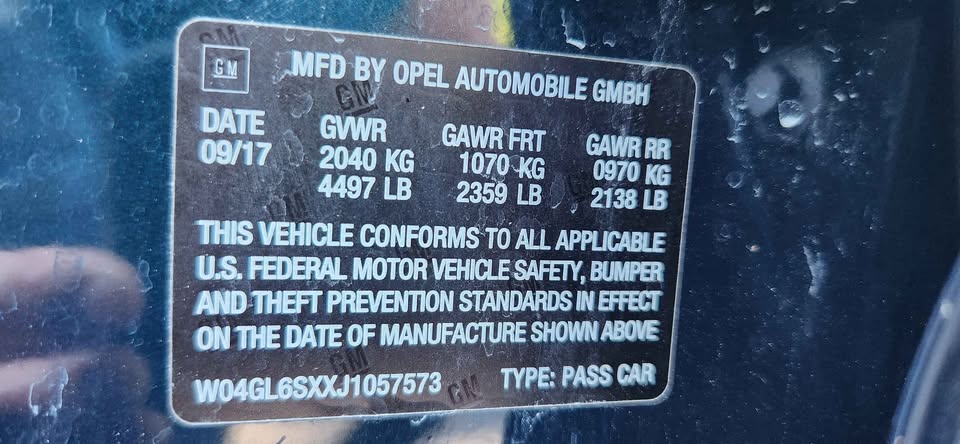 GM MFD BY OPEL AUTOMOBILE GMBH
DATE GVWR GAWR FRT GAWR RR
09/17 2040 KG 1070 KG 0970 KG
4497 LB 2359 LB 2138 LB
THIS VEHICLE CONFORMS TO ALL APPLICABLE
U.S. FEDERAL MOTOR VEHICLE SAFETY, BUMPER
AND THEFT PREVENTION STANDARDS IN EFFECT
ON THE DATE OF MANUFACTURE SHOWN ABOVE
W04GL6SXXJ1057573 TYPE: PASS CAR